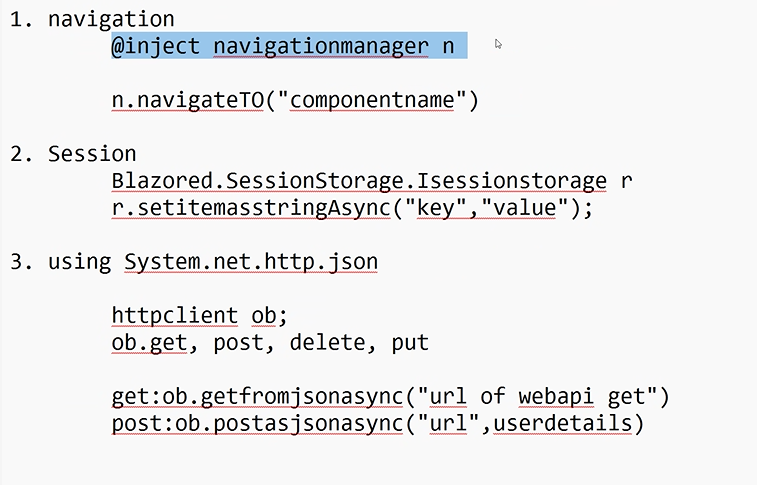 1. navigation
@inject navigationmanager n
n.navigateTO("componentname")
2. Session
Blazored.SessionStorage.Isessionstorage r
r.setitemasstringAsync("key","value");
3. using System.net.http.json
httpclient ob;
ob.get, post, delete, put
get:ob.getfromjsonasync("url of webapi get")
post:ob.postasjsonasync("url",userdetails)